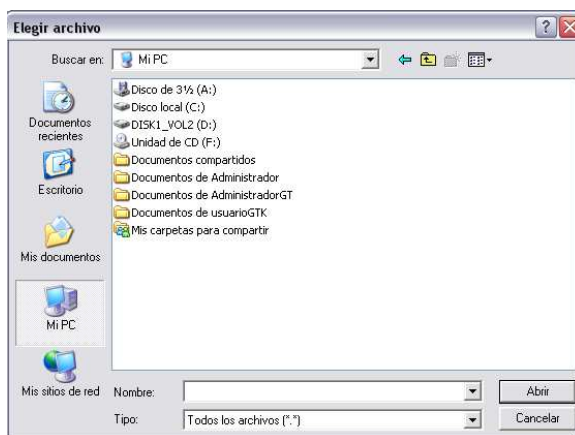 Elegir archivo
Buscar en: Mi PC
Documentos
recientes
Escritorio
Mis documentos
Mi PC
Mis sitios de red
Disco de 3½ (A:)
Disco local (C:)
DISK1_VOL2 (D:)
Unidad de CD (F:)
Documentos compartidos
Documentos de Administrador
Documentos de AdministradorGT
Documentos de usuarioGTK
Mis carpetas para compartir
Nombre: Abrir
Tipo: Todos los archivos (*.*) Cancelar